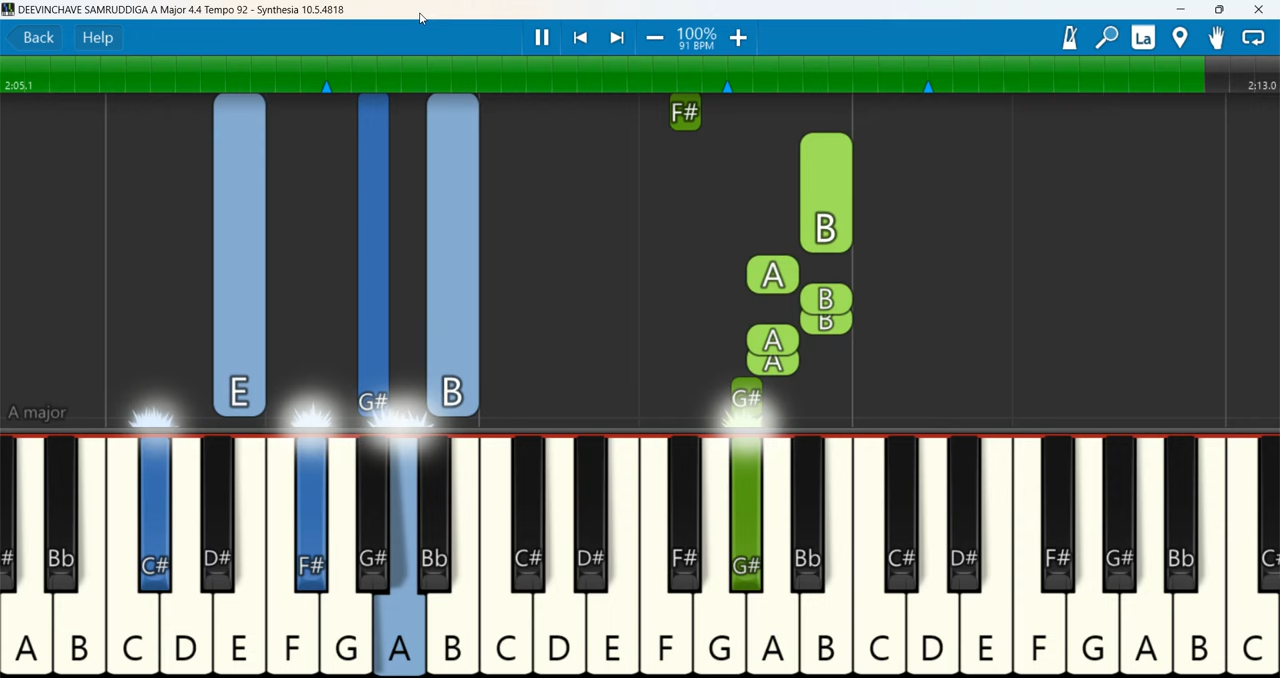 DEEVINCHAVE SAMRUDDIGA A Major 4.4 Tempo 92 - Synthesia 10.5.4818
Back Help 100% La
91 BPM
2:05.1 2:13.0
F#
B
A
B
B
A
A
E G# B G#
A major
# Bb C# D# F# G# Bb C# D# F# G# Bb C# D# F# G# Bb C
A B C D E F G A B C D E F G A B C D E F G A B C